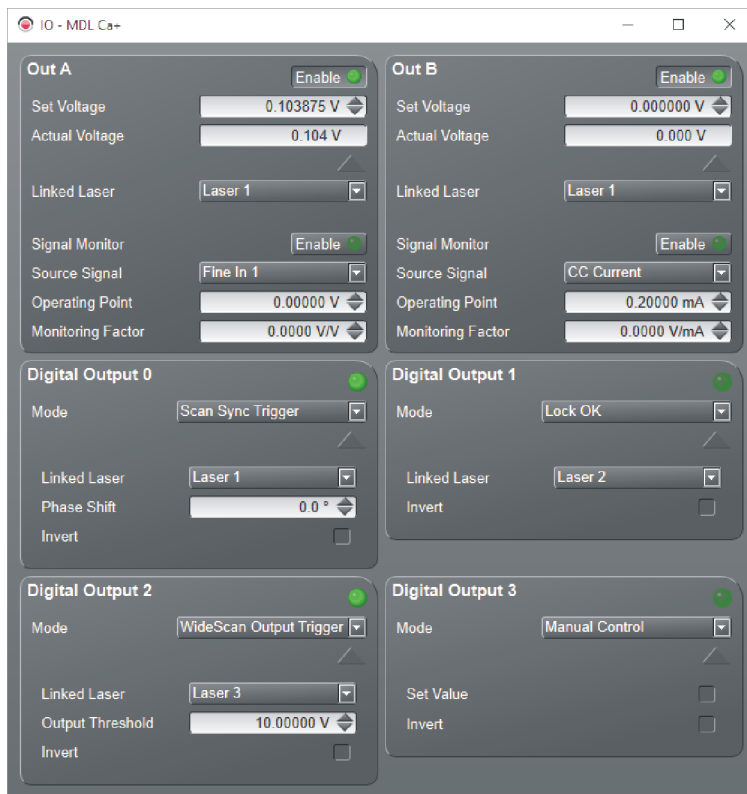 IO - MDL Ca+
Out A
Enable
Set Voltage 0.103875 V
Actual Voltage 0.104 V
Linked Laser Laser 1
Signal Monitor Enable
Source Signal Fine In 1
Operating Point 0.00000 V
Monitoring Factor 0.0000 V/V
Out B
Enable
Set Voltage 0.000000 V
Actual Voltage 0.000 V
Linked Laser Laser 1
Signal Monitor Enable
Source Signal CC Current
Operating Point 0.20000 mA
Monitoring Factor 0.0000 V/mA
Digital Output 0
Mode Scan Sync Trigger
Linked Laser Laser 1
Phase Shift 0.0 °
Invert
Digital Output 1
Mode Lock OK
Linked Laser Laser 2
Invert
Digital Output 2
Mode WideScan Output Trigger
Linked Laser Laser 3
Output Threshold 10.00000 V
Invert
Digital Output 3
Mode Manual Control
Set Value
Invert